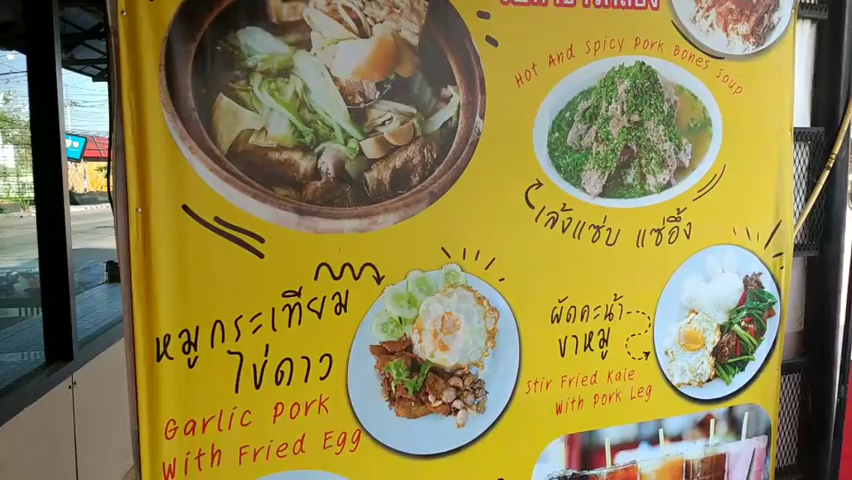 Hot And Spicy Pork Bones Soup
เล้งแซ่บ แซ่อื้ง
หมูกระเทียม
ไข่ดาว
Garlic Pork
With Fried Egg
ผัดคะน้า
ขาหมู
Stir Fried Kale
With Pork Leg